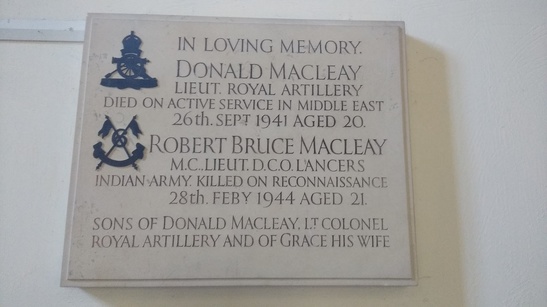 IN LOVING MEMORY.
DONALD MACLEAY
LIEUT. ROYAL ARTILLERY
DIED ON ACTIVE SERVICE IN MIDDLE EAST
26th. SEPT 1941 AGED 20.
ROBERT BRUCE MACLEAY
M.C., LIEUT. D.C.O. LANCERS
INDIAN ARMY. KILLED ON RECONNAISSANCE
28th. FEBY 1944 AGED 21.
SONS OF DONALD MACLEAY, LT COLONEL
ROYAL ARTILLERY AND OF GRACE HIS WIFE